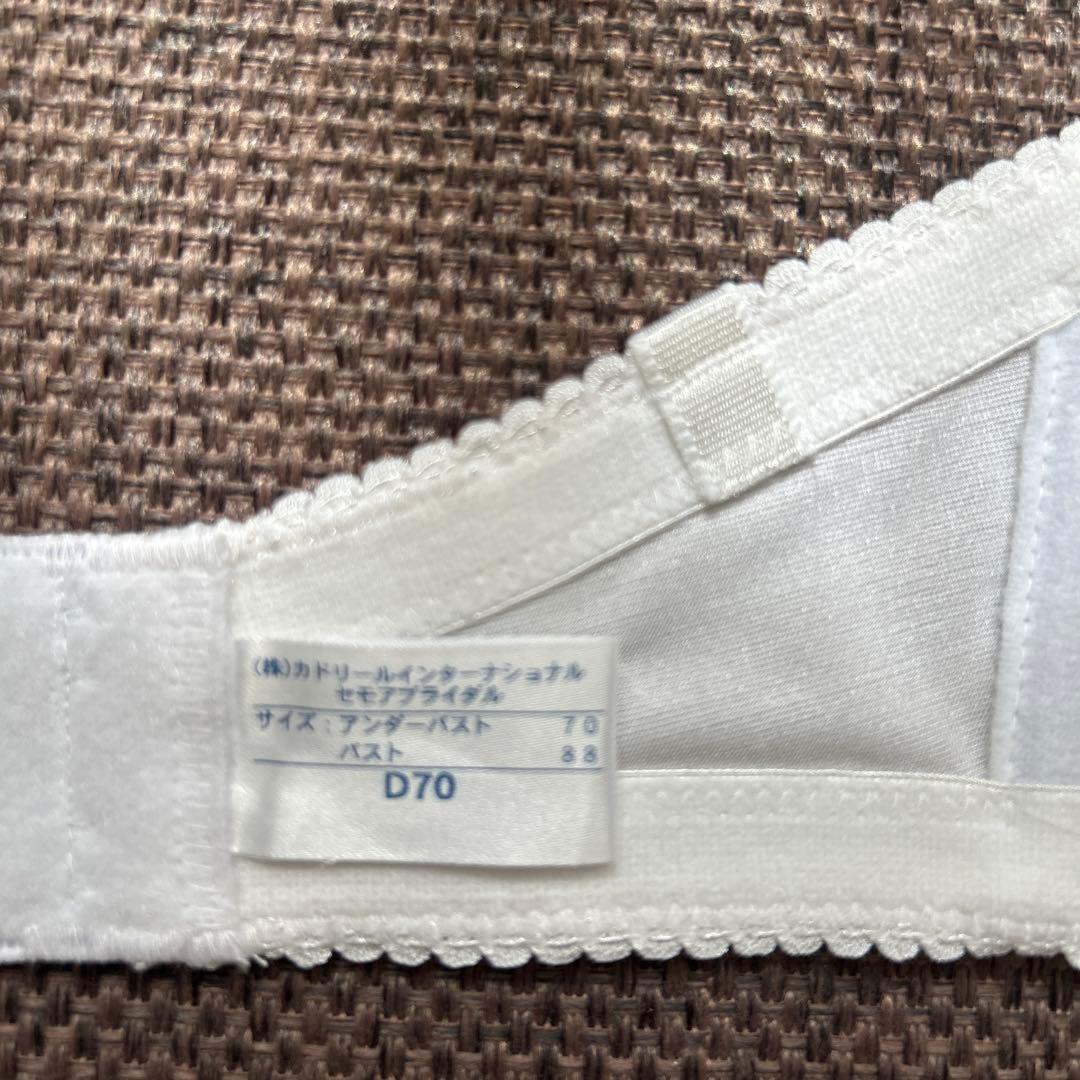 (株)カドリールインターナショナル
セモアブライダル
サイズ:アンダーバスト 70
バスト 88
D70